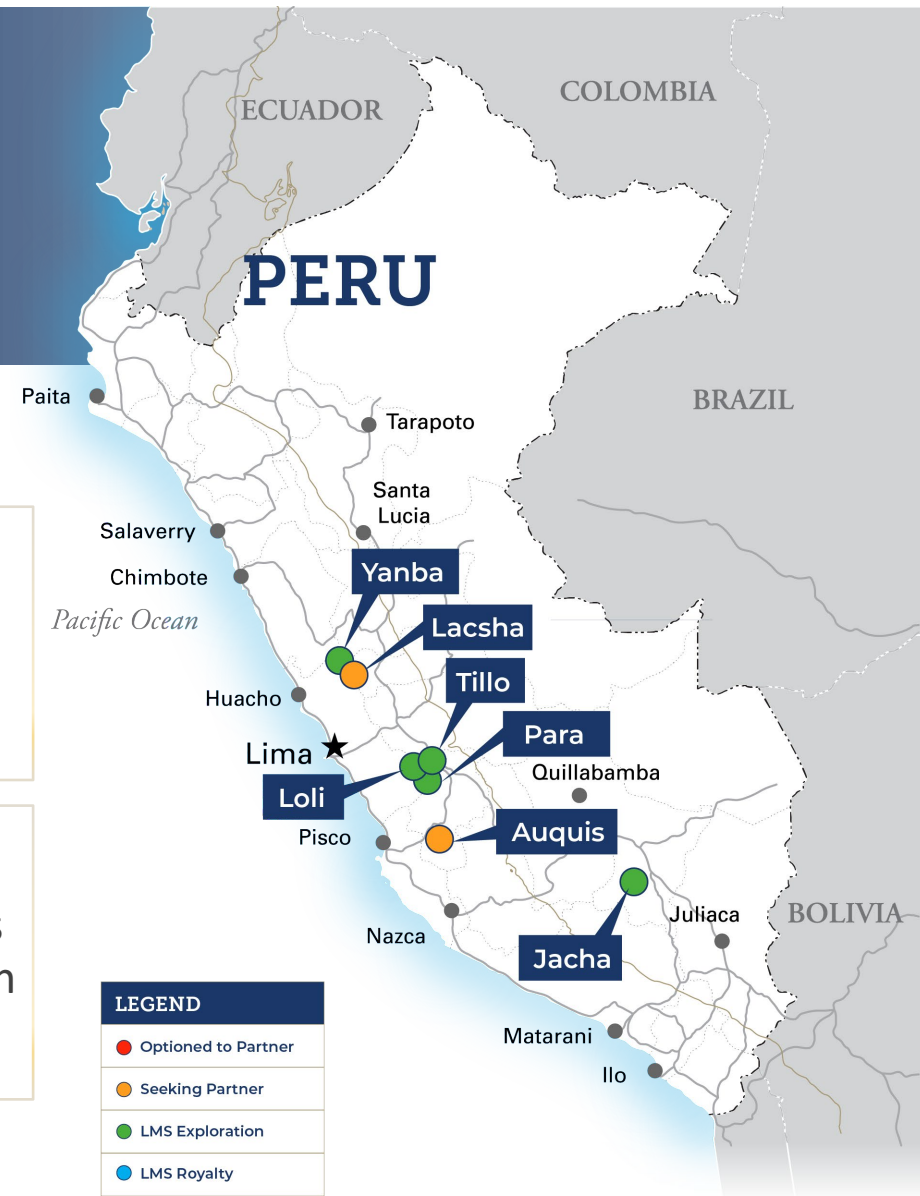 COLOMBIA
ECUADOR
PERU
BRAZIL
Paita
Tarapoto
Santa
Lucia
Salaverry
Chimbote
Yanba
Pacific Ocean
Lacsha
Tillo
Huacho
Para
Lima
Quillabamba
Loli
Auquis
Pisco
Juliaca
BOLIVIA
Nazca
Jacha
Matarani
Ilo
LEGEND
Optioned to Partner
Seeking Partner
LMS Exploration
LMS Royalty